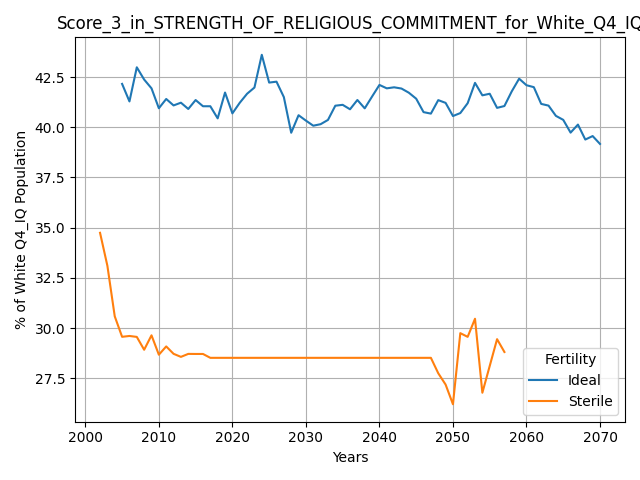 Score_3_in_STRENGTH_OF_RELIGIOUS_COMMITMENT_for_White_Q4_IQ
% of White Q4_IQ Population
42.5
40.0
37.5
35.0
32.5
30.0
27.5
2000 2010 2020 2030 2040 2050 2060 2070
Years
Fertility
Ideal
Sterile